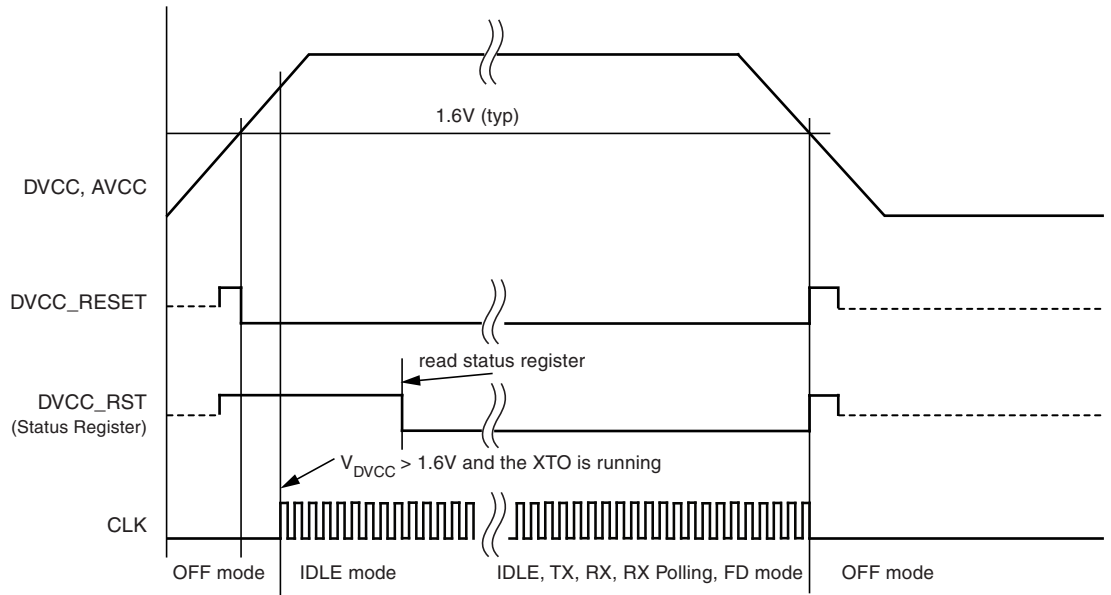 1.6V (typ)
DVCC, AVCC
DVCC_RESET
read status register
DVCC_RST
(Status Register)
VDVCC > 1.6V and the XTO is running
CLK
OFF mode
IDLE mode
IDLE, TX, RX, RX Polling, FD mode
OFF mode